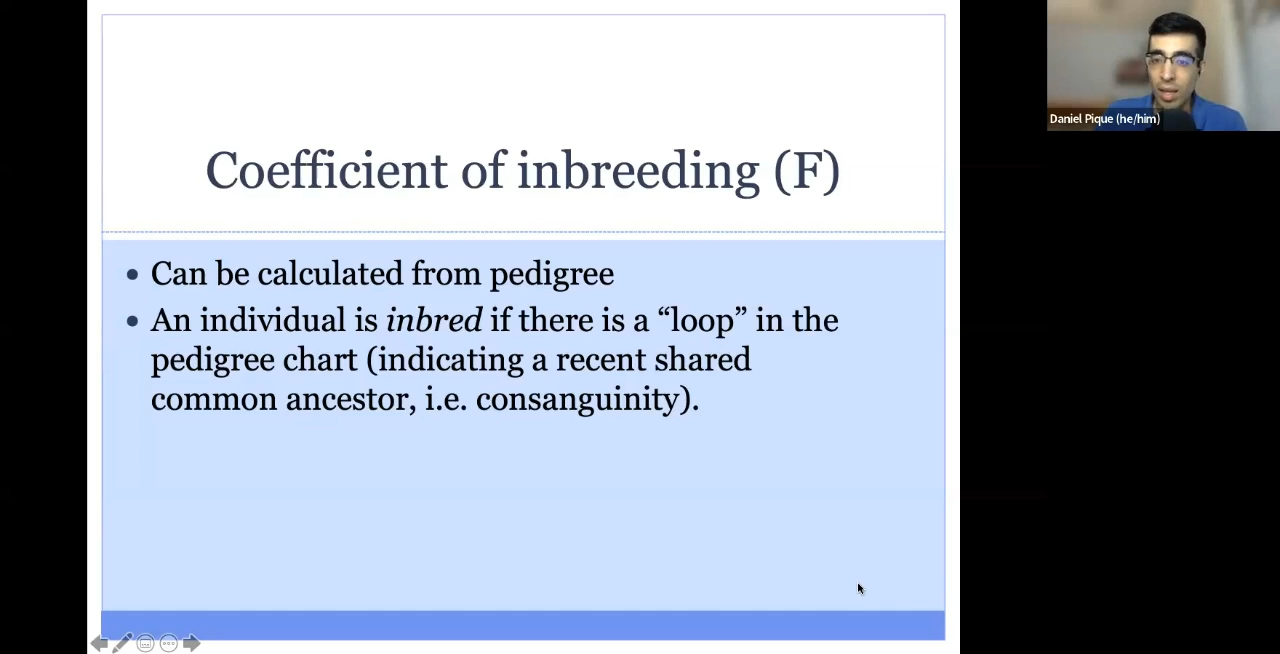 Coefficient of inbreeding (F)
• Can be calculated from pedigree
• An individual is inbred if there is a “loop” in the
pedigree chart (indicating a recent shared
common ancestor, i.e. consanguinity).
Daniel Pique (he/him)